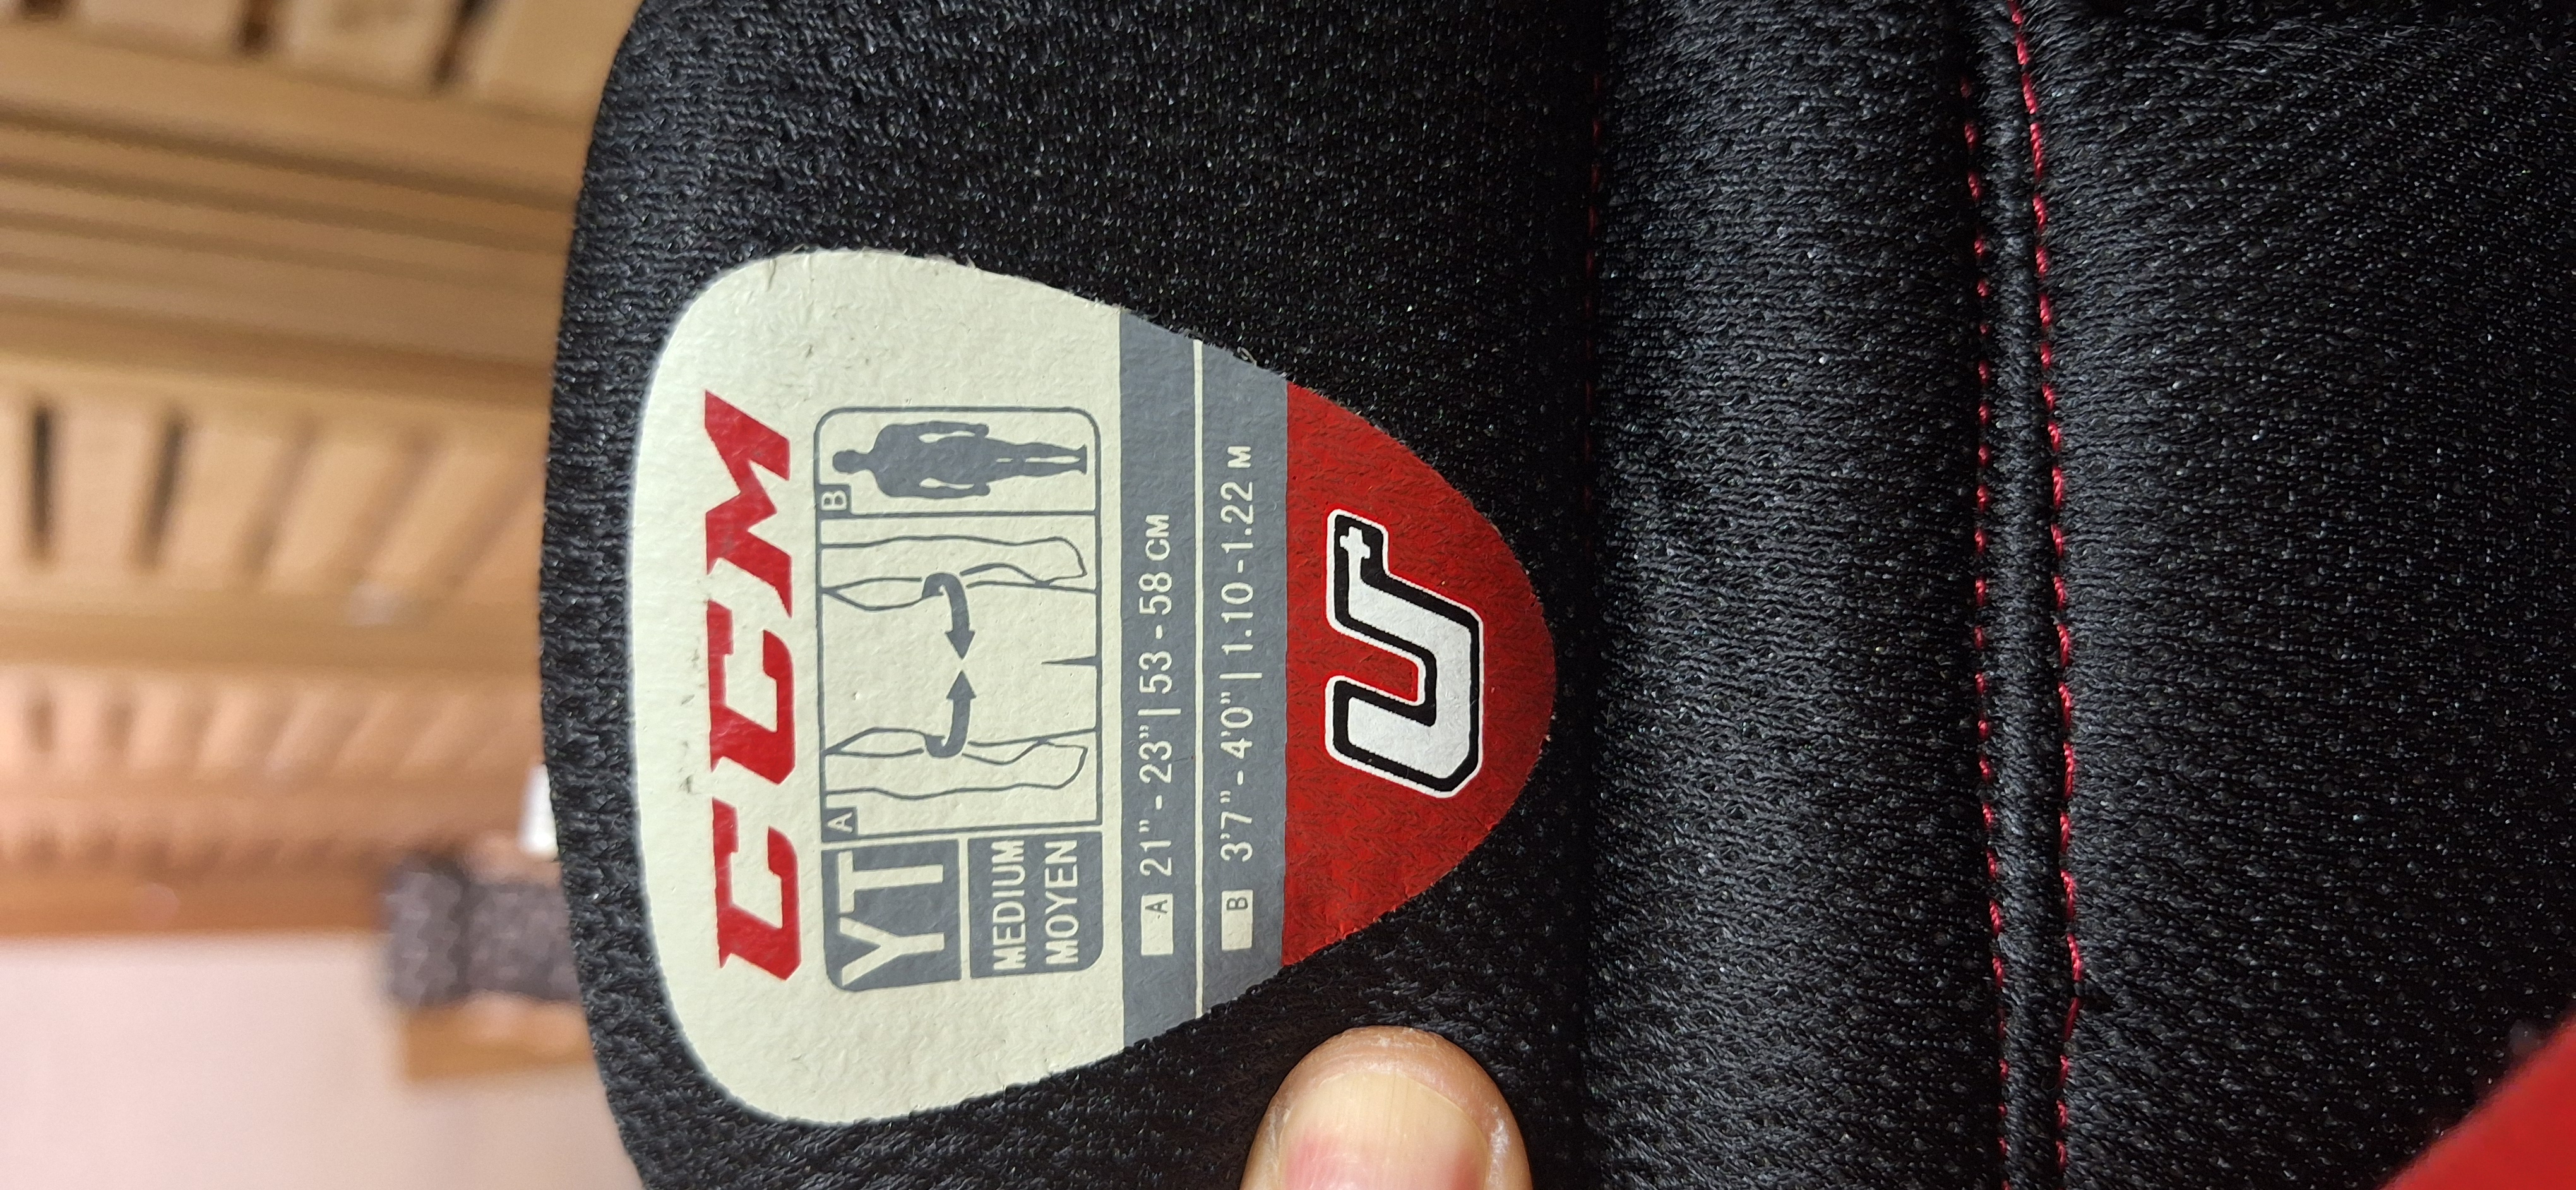 CCM
YT
MEDIUM
MOYEN
A
B
A 21" - 23" | 53 - 58 CM
B 3'7" - 4'0" | 1.10 - 1.22 M
U+